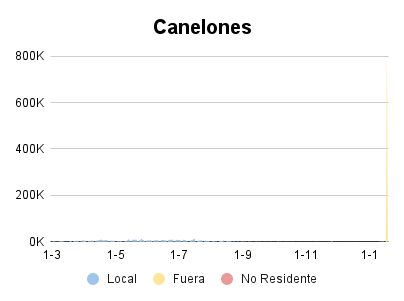 Canelones
800K
600K
400K
200K
0K
1-3 1-5 1-7 1-9 1-11 1-1
Local Fuera No Residente